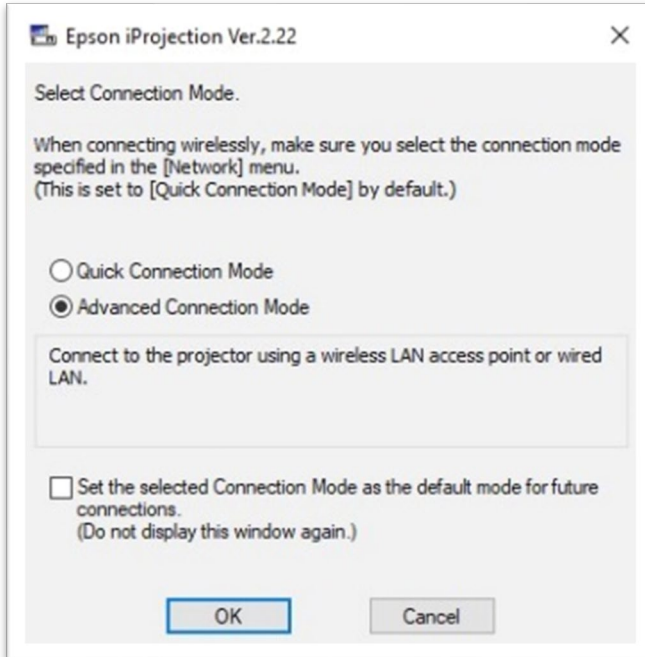 Epson iProjection Ver.2.22
Select Connection Mode.
When connecting wirelessly, make sure you select the connection mode
specified in the [Network] menu.
(This is set to [Quick Connection Mode] by default.)
Quick Connection Mode
Advanced Connection Mode
Connect to the projector using a wireless LAN access point or wired
LAN.
Set the selected Connection Mode as the default mode for future
connections.
(Do not display this window again.)
OK
Cancel